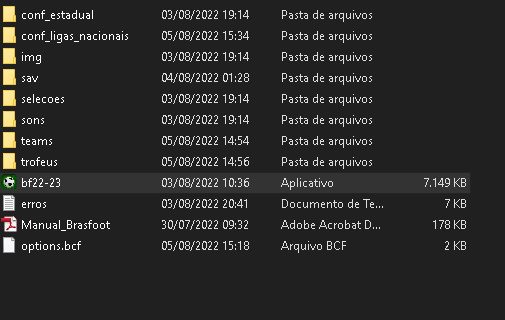 conf_estadual 03/08/2022 19:14 Pasta de arquivos
conf_ligas_nacionais 05/08/2022 15:34 Pasta de arquivos
img 03/08/2022 19:14 Pasta de arquivos
sav 04/08/2022 01:28 Pasta de arquivos
selecoes 03/08/2022 19:14 Pasta de arquivos
sons 03/08/2022 19:14 Pasta de arquivos
teams 05/08/2022 14:54 Pasta de arquivos
trofeus 05/08/2022 14:56 Pasta de arquivos
bf22-23 03/08/2022 10:36 Aplicativo 7.149 KB
erros 03/08/2022 20:41 Documento de Te... 7 KB
Manual_Brasfoot 30/07/2022 09:32 Adobe Acrobat D... 178 KB
options.bcf 05/08/2022 15:18 Arquivo BCF 2 KB